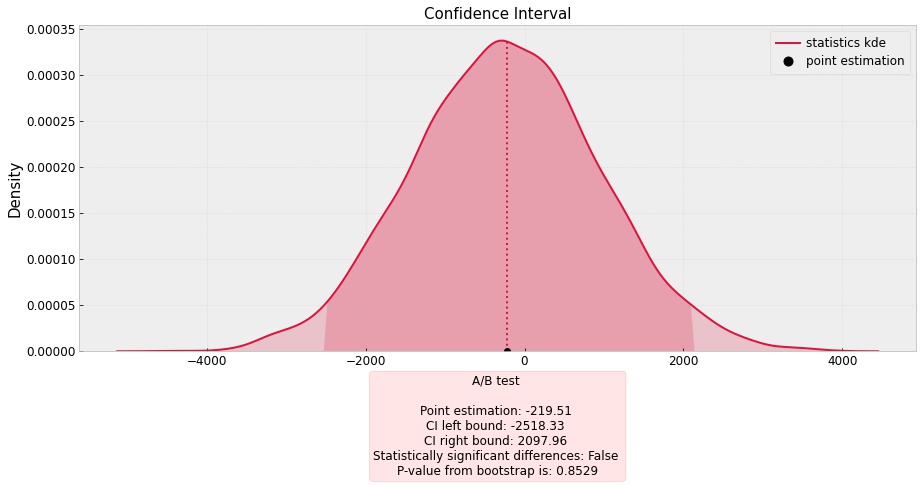 Confidence Interval
statistics kde
point estimation
Density
0.00035
0.00030
0.00025
0.00020
0.00015
0.00010
0.00005
0.00000
−4000
−2000
0
2000
4000
A/B test
Point estimation: -219.51
CI left bound: -2518.33
CI right bound: 2097.96
Statistically significant differences: False
P-value from bootstrap is: 0.8529